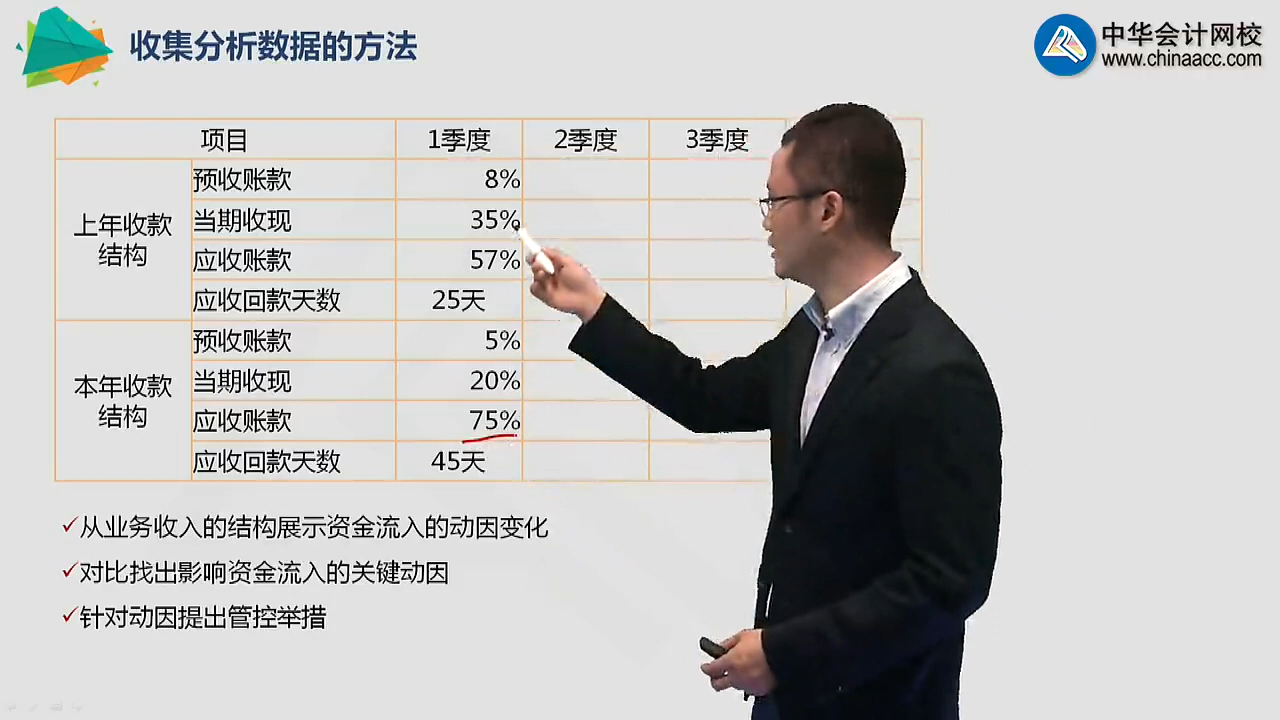 收集分析数据的方法
中华会计网校
www.chinaacc.com
项目 1季度 2季度 3季度
上年收款结构 预收账款 8%
当期收现 35%
应收账款 57%
应收回款天数 25天
本年收款结构 预收账款 5%
当期收现 20%
应收账款 75%
应收回款天数 45天
从业务收入的结构展示资金流入的动因变化
对比找出影响资金流入的关键动因
针对动因提出管控举措